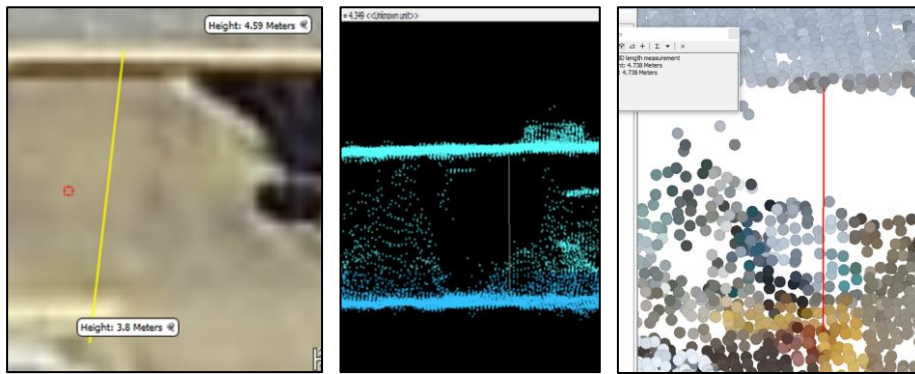 Height: 4.59 Meters
Height: 3.8 Meters
4.349 <<Unknown unit>>
3D length measurement
nt: 4.738 Meters
: 4.738 Meters